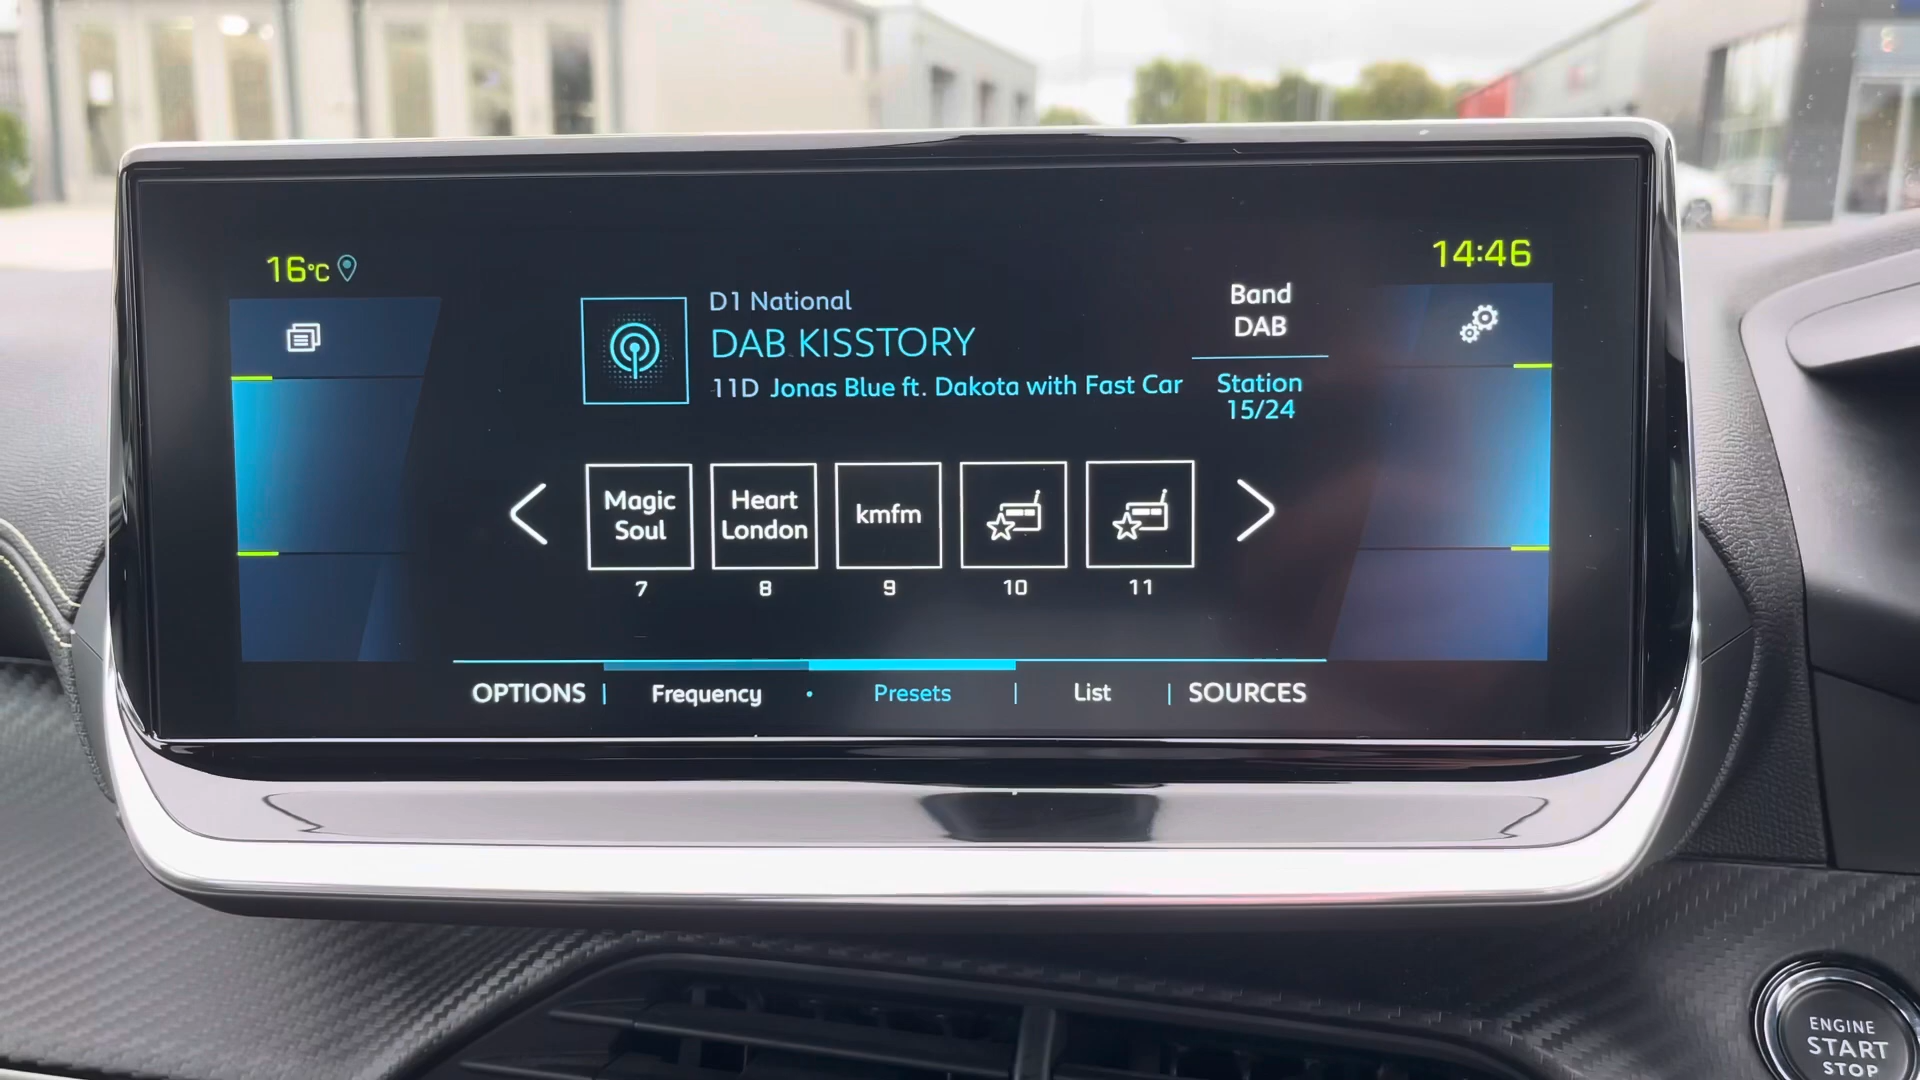 16°C
14:46
D1 National
DAB KISSTORY
11D Jonas Blue ft. Dakota with Fast Car
Band
DAB
Station
15/24
Magic
Soul
Heart
London
kmfm
7
8
9
10
11
OPTIONS | Frequency • Presets | List | SOURCES
ENGINE
START
STOP